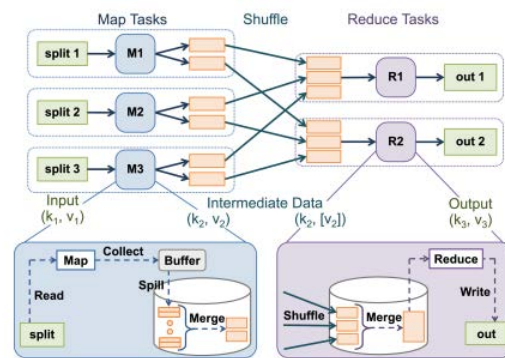 Map Tasks Shuffle Reduce Tasks
split 1 M1 R1 out 1
split 2 M2 R2 out 2
split 3 M3
Input Intermediate Data Output
(k1, v1) (k2, v2) (k2, [v2]) (k3, v3)
Map Collect Buffer Reduce
Read Spill Write
Merge Shuffle Merge
split out